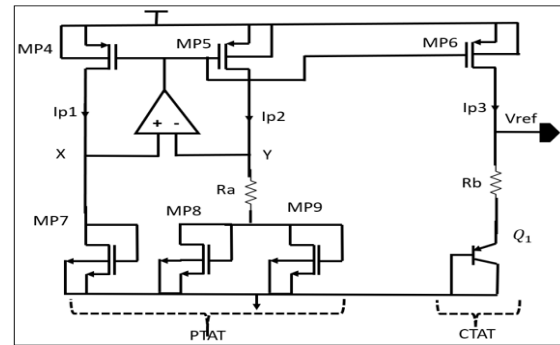 MP4
MP5
MP6
Ip1
Ip2
Ip3
Vref
+ -
X
Y
Ra
Rb
MP7
MP8
MP9
Q1
PTAT
CTAT